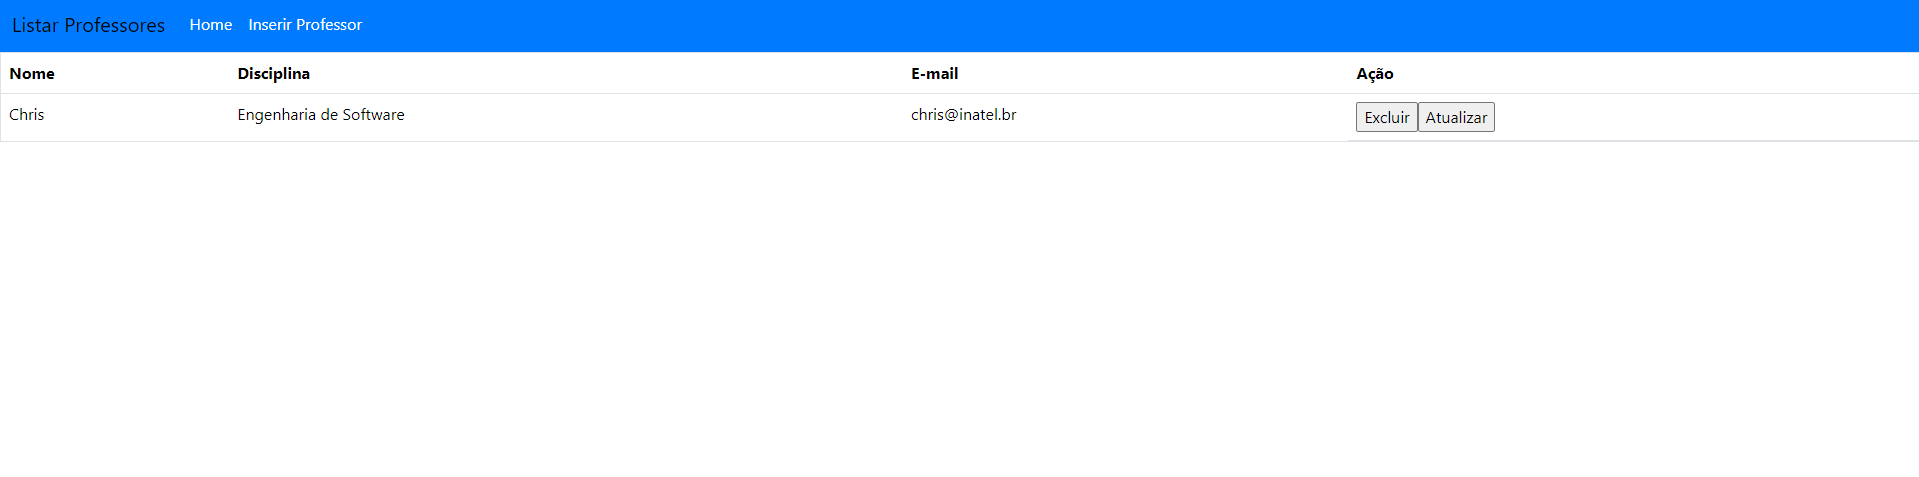 Listar Professores Home Inserir Professor
Nome Disciplina E-mail Ação
Chris Engenharia de Software chris@inatel.br Excluir Atualizar